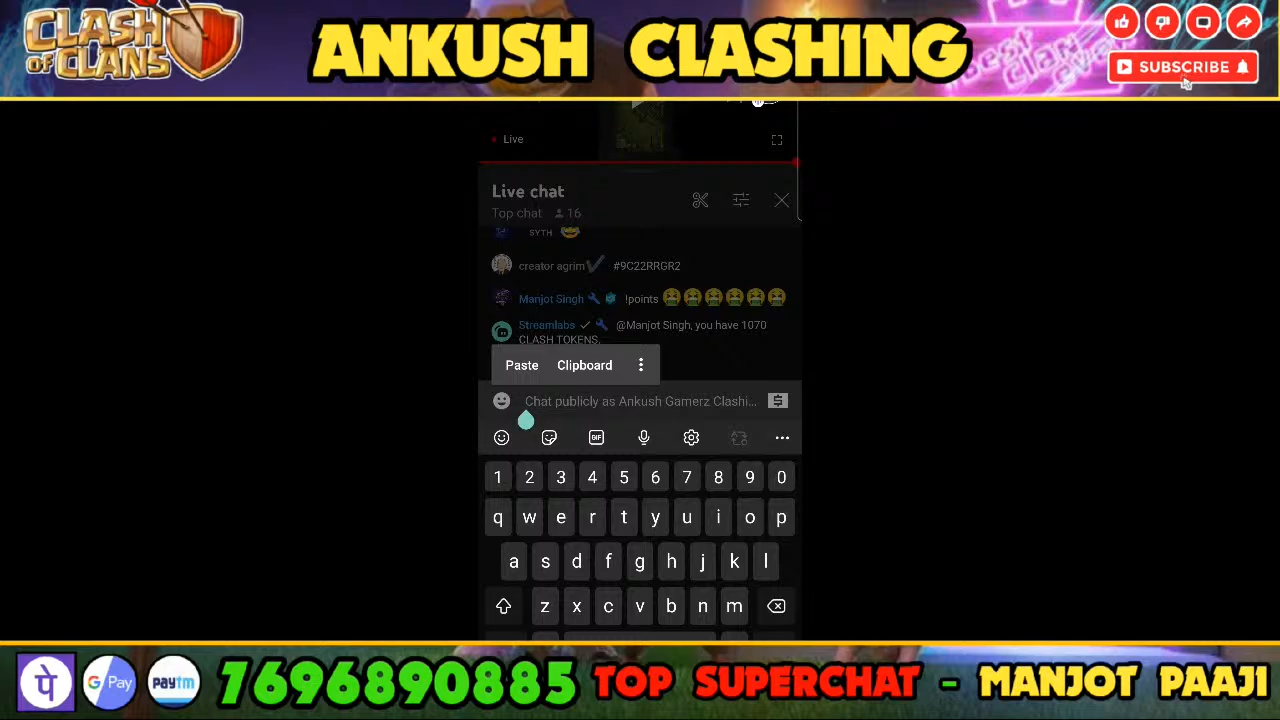 CLASH
OF CLANS
ANKUSH CLASHING
SUBSCRIBE
Live
Live chat
Top chat 16
SYTH
creator agrim #9C22RRGR2
Manjot Singh !points
Streamlabs @Manjot Singh, you have 1070
CLASH TOKENS.
Paste Clipboard
Chat publicly as Ankush Gamerz Clashi...
GIF
1 2 3 4 5 6 7 8 9 0
q w e r t y u i o p
a s d f g h j k l
z x c v b n m
पे G Pay paytm 7696890885 TOP SUPERCHAT - MANJOT PAAJI